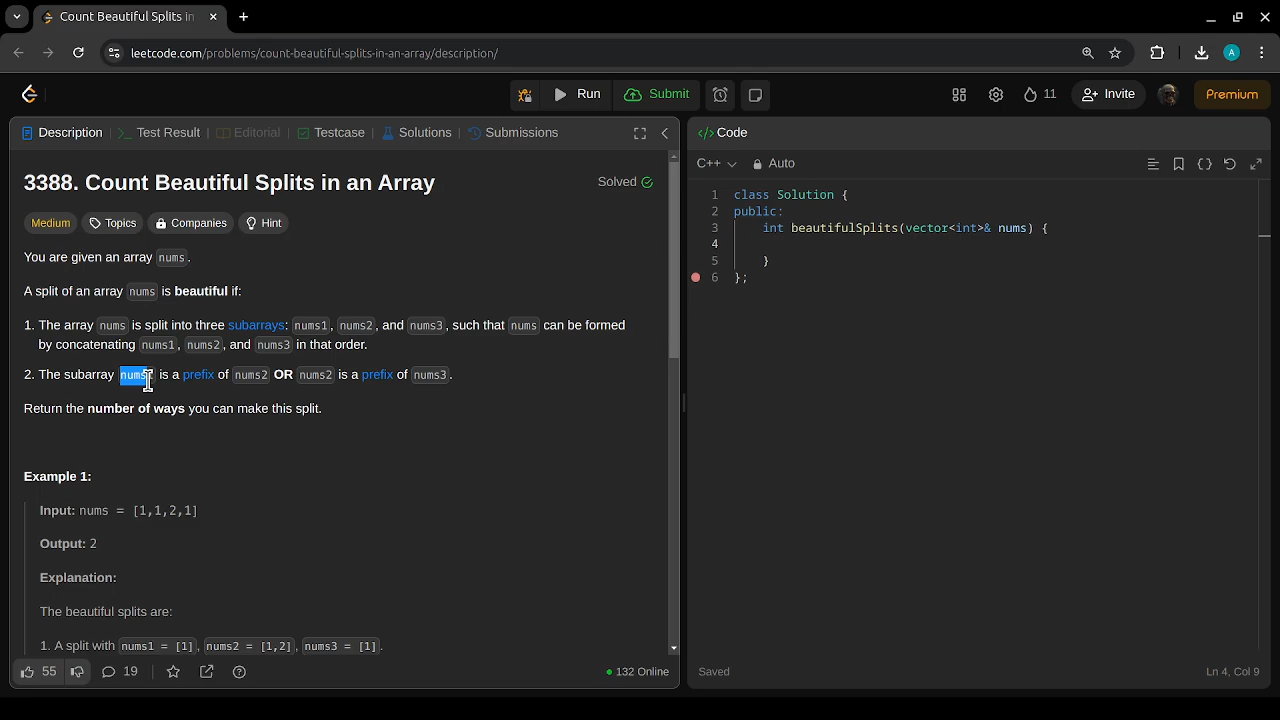 Count Beautiful Splits in
leetcode.com/problems/count-beautiful-splits-in-an-array/description/
A
Run
Submit
11
Invite
Premium
Description
Test Result
Editorial
Testcase
Solutions
Submissions
</> Code
3388. Count Beautiful Splits in an Array
Solved
Medium
Topics
Companies
Hint
You are given an array nums.
A split of an array nums is beautiful if:
1. The array nums is split into three subarrays: nums1, nums2, and nums3, such that nums can be formed
by concatenating nums1, nums2, and nums3 in that order.
2. The subarray nums1 is a prefix of nums2 OR nums2 is a prefix of nums3.
Return the number of ways you can make this split.
Example 1:
Input: nums = [1,1,2,1]
Output: 2
Explanation:
The beautiful splits are:
1. A split with nums1 = [1], nums2 = [1,2], nums3 = [1].
55
19
132 Online
C++
Auto
1 class Solution {
2 public:
3 int beautifulSplits(vector<int>& nums) {
4
5 }
6 };
Saved
Ln 4, Col 9